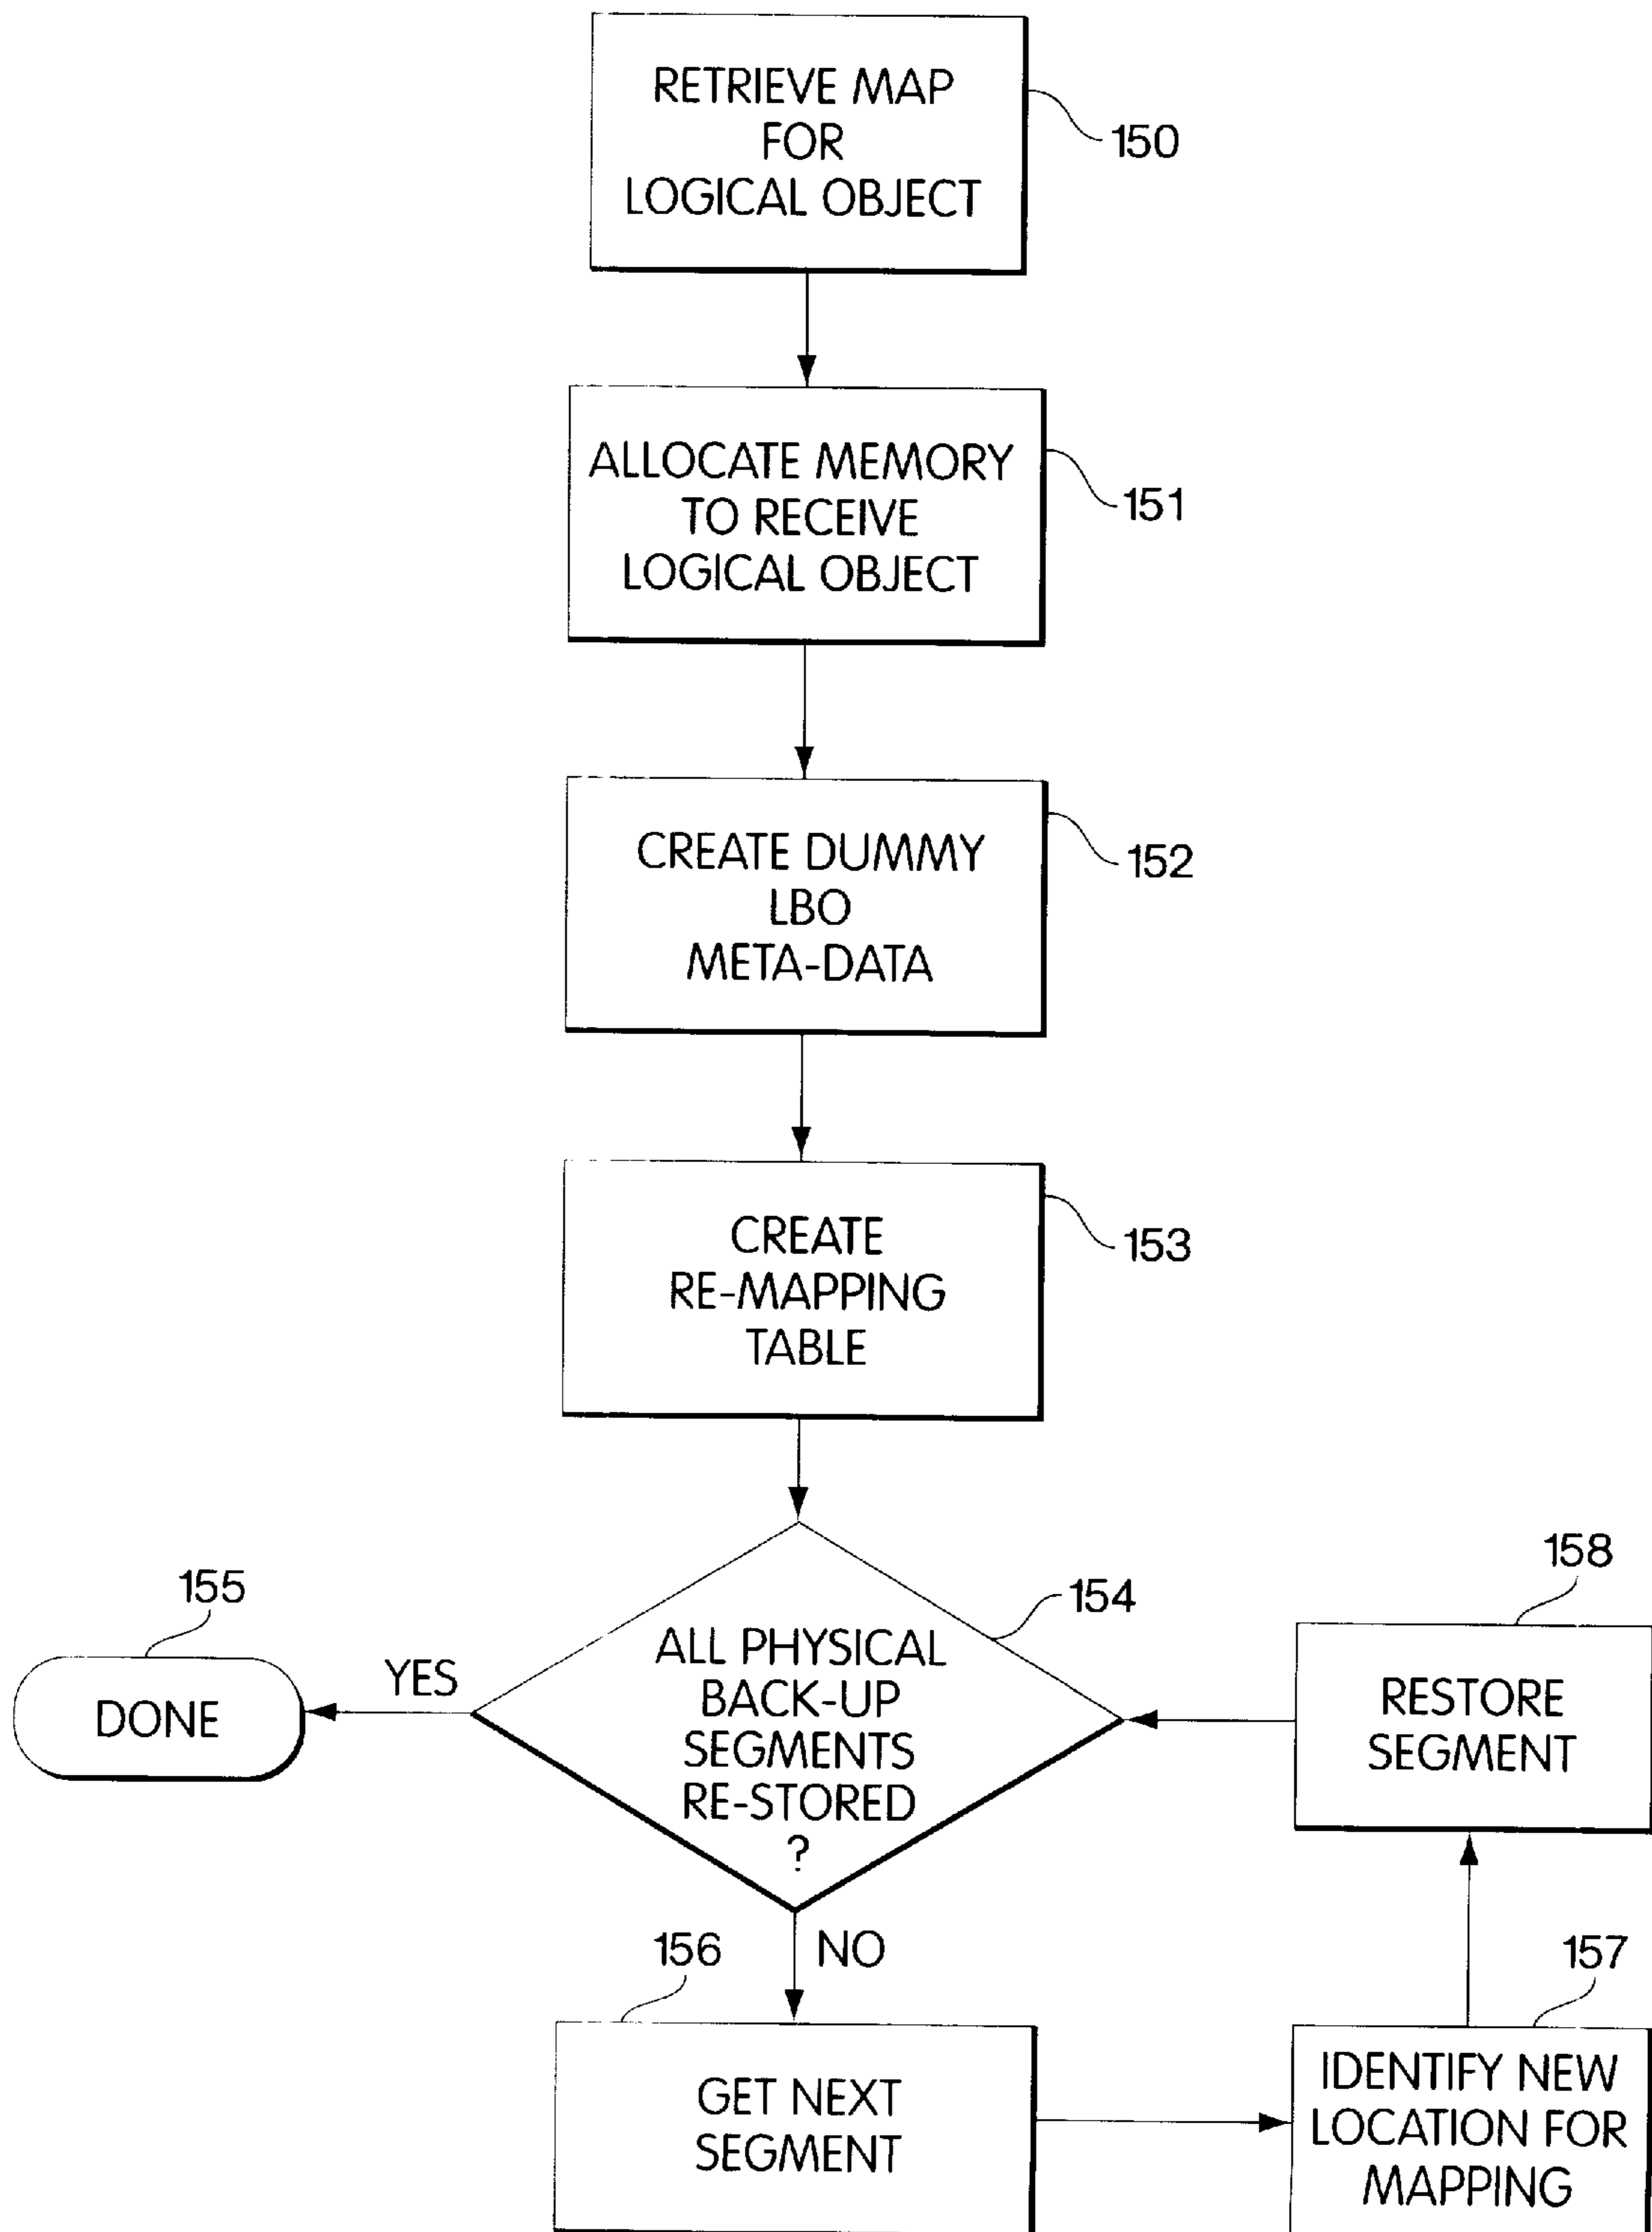 RETRIEVE MAP
FOR
LOGICAL OBJECT
150
ALLOCATE MEMORY
TO RECEIVE
LOGICAL OBJECT
151
CREATE DUMMY
LBO
META-DATA
152
CREATE
RE-MAPPING
TABLE
153
155
DONE
YES
ALL PHYSICAL
BACK-UP
SEGMENTS
RE-STORED
?
154
158
RESTORE
SEGMENT
NO
156
GET NEXT
SEGMENT
157
IDENTIFY NEW
LOCATION FOR
MAPPING